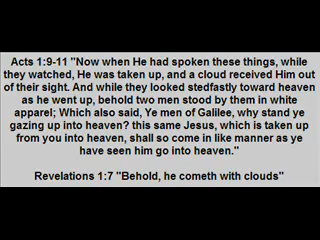 Acts 1:9-11 "Now when He had spoken these things, while
they watched, He was taken up, and a cloud received Him out
of their sight. And while they looked stedfastly toward heaven
as he went up, behold two men stood by them in white
apparel; Which also said, Ye men of Galilee, why stand ye
gazing up into heaven? this same Jesus, which is taken up
from you into heaven, shall so come in like manner as ye
have seen him go into heaven."
Revelations 1:7 "Behold, he cometh with clouds"